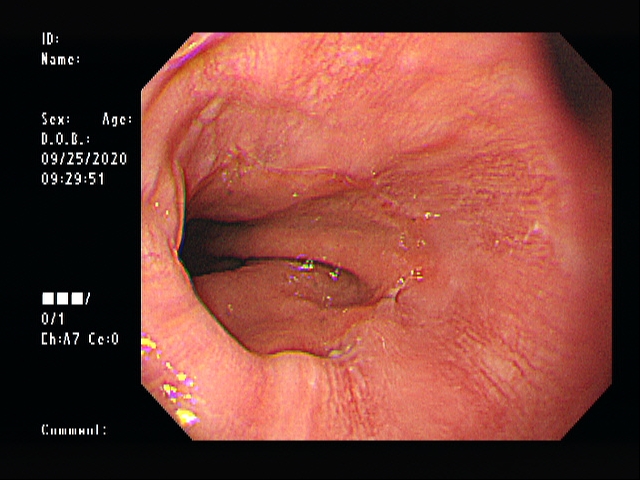 ID:
Name:
Sex: Age:
D.O.B.:
09/25/2020
09:29:51
■■■/
0/1
Eh:A7 Ce:0
Comment: